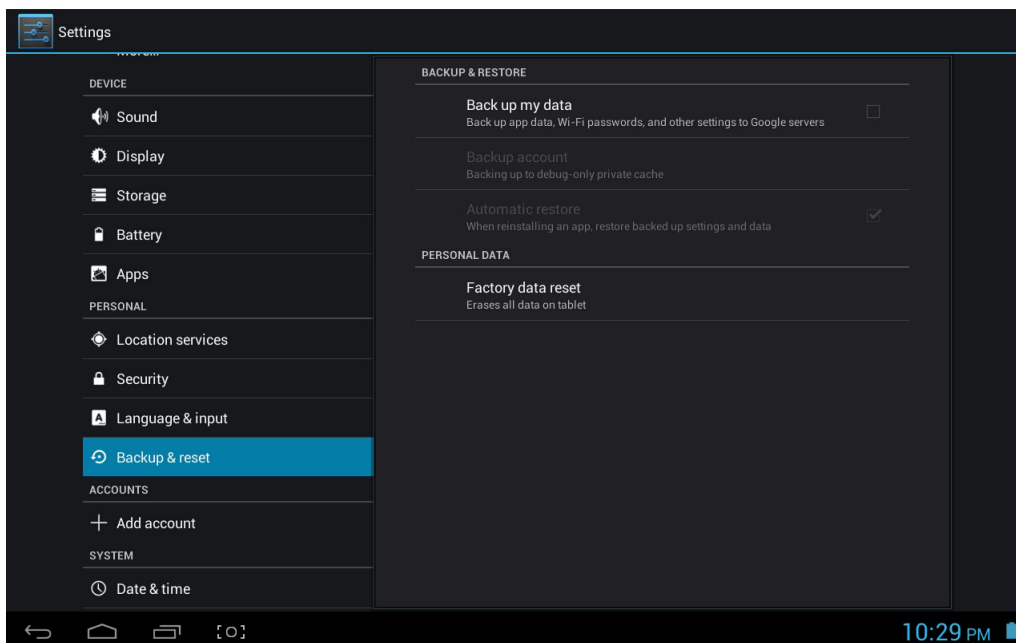 Settings
DEVICE
Sound
Display
Storage
Battery
Apps
PERSONAL
Location services
Security
Language & input
Backup & reset
ACCOUNTS
Add account
SYSTEM
Date & time
BACKUP & RESTORE
Back up my data
Back up app data, Wi-Fi passwords, and other settings to Google servers
Backup account
Backing up to debug-only private cache
Automatic restore
When reinstalling an app, restore backed up settings and data
PERSONAL DATA
Factory data reset
Erases all data on tablet
10:29 PM